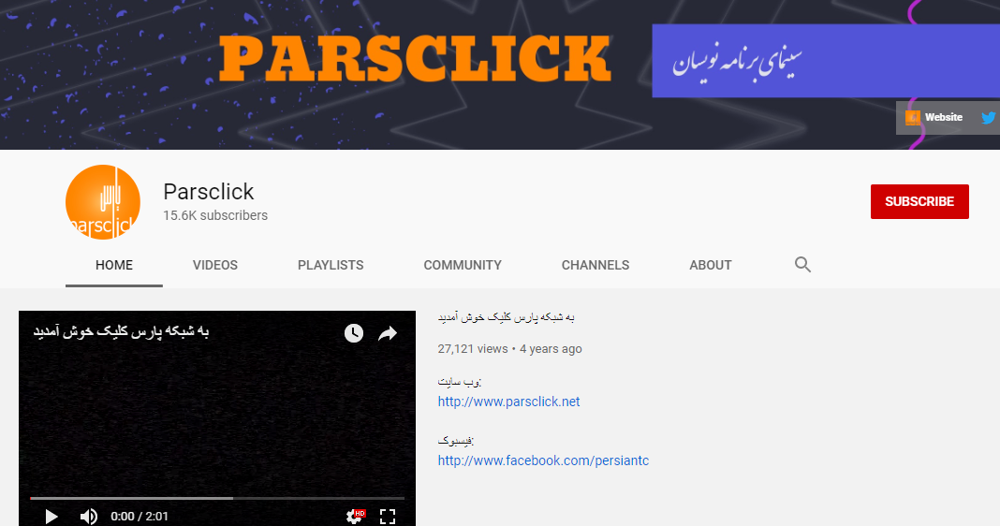 PARSCLICK
سینمای برنامه نویسان
Website
پارس
parsclick
Parsclick
15.6K subscribers
SUBSCRIBE
HOME VIDEOS PLAYLISTS COMMUNITY CHANNELS ABOUT
به شبکه پارس کلیک خوش آمدید
0:00 / 2:01
HD
به شبکه پارس کلیک خوش آمدید
27,121 views • 4 years ago
وب سایت:
http://www.parsclick.net
فیسبوک:
http://www.facebook.com/persiantc